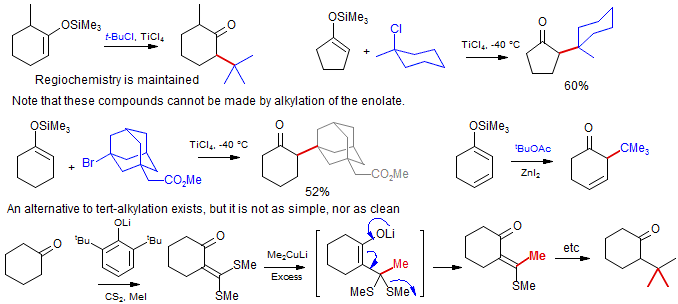 OSiMe3
t-BuCl, TiCl4
O
Regiochemistry is maintained
OSiMe3
+
Cl
TiCl4, -40 °C
O
60%
Note that these compounds cannot be made by alkylation of the enolate.
OSiMe3
+
Br
CO2Me
TiCl4, -40 °C
O
CO2Me
52%
OSiMe3
tBuOAc
ZnI2
O
CMe3
An alternative to tert-alkylation exists, but it is not as simple, nor as clean
O
OLi
tBu
tBu
CS2, MeI
O
SMe
SMe
Me2CuLi
Excess
OLi
Me
MeS
SMe
O
Me
SMe
etc
O